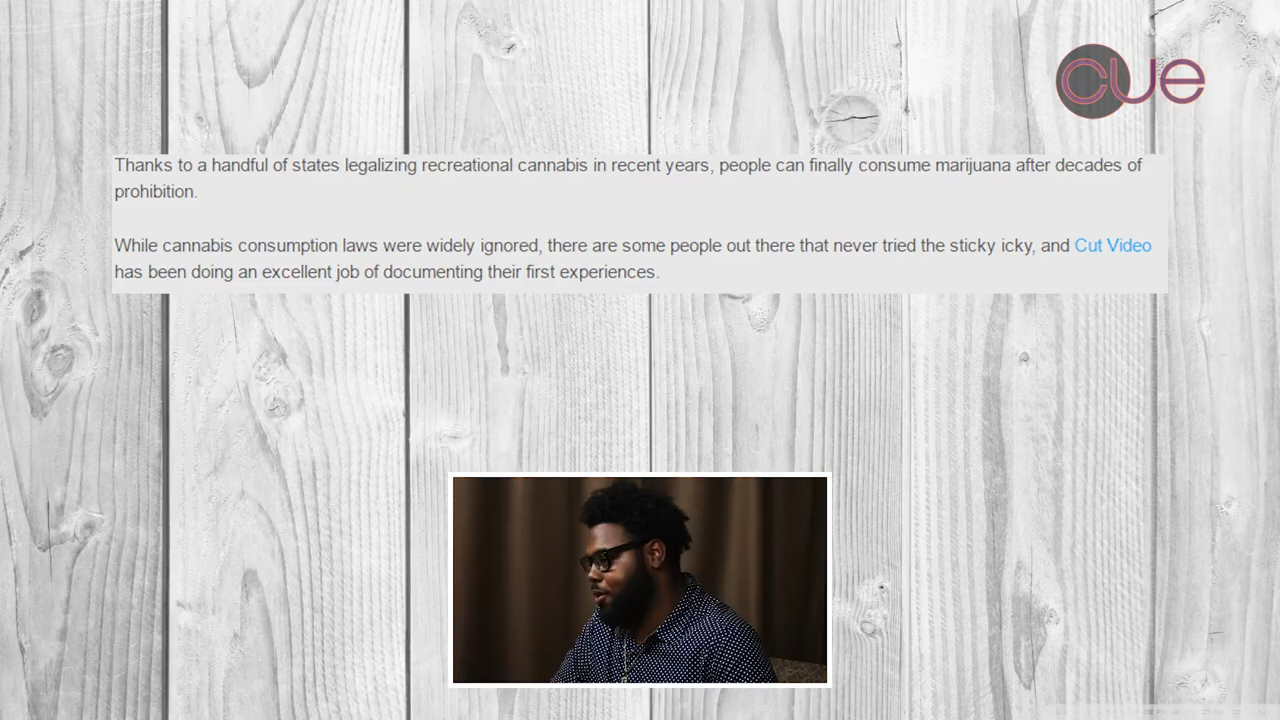 cue
Thanks to a handful of states legalizing recreational cannabis in recent years, people can finally consume marijuana after decades of
prohibition.
While cannabis consumption laws were widely ignored, there are some people out there that never tried the sticky icky, and Cut Video
has been doing an excellent job of documenting their first experiences.